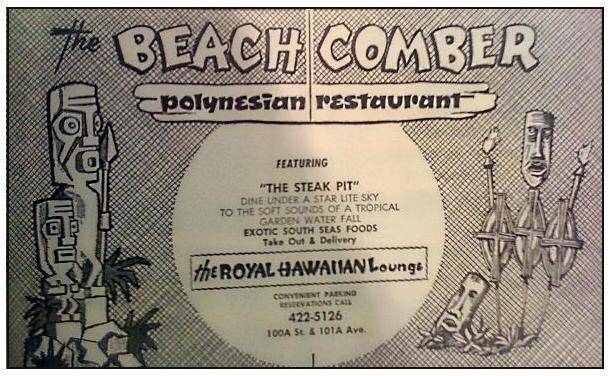 the BEACHCOMBER
polynesian restaurant
FEATURING
"THE STEAK PIT"
DINE UNDER A STAR LITE SKY
TO THE SOFT SOUNDS OF A TROPICAL
GARDEN WATER FALL
EXOTIC SOUTH SEAS FOODS
Take Out & Delivery
the ROYAL HAWAIIAN Lounge
CONVENIENT PARKING
RESERVATIONS CALL
422-5126
100A St. & 101A Ave.